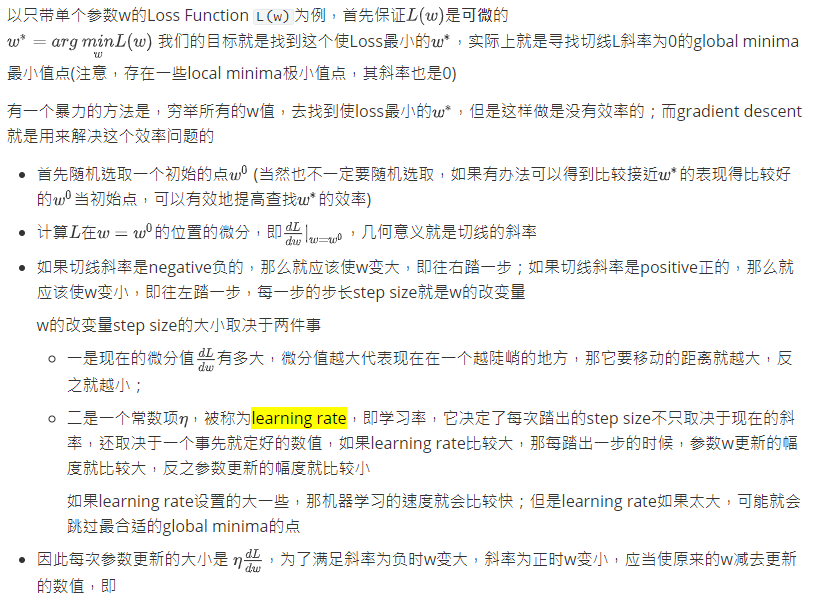 以只带单个参数w的Loss Function L(w) 为例，首先保证L(w)是可微的
w* = arg min_w L(w) 我们的目标就是找到这个使Loss最小的w*，实际上就是寻找切线L斜率为0的global minima
最小值点(注意，存在一些local minima极小值点，其斜率也是0)
有一个暴力的方法是，穷举所有的w值，去找到使loss最小的w*，但是这样做是没有效率的；而gradient descent
就是用来解决这个效率问题的
• 首先随机选取一个初始的点w⁰ (当然也不一定要随机选取，如果有办法可以得到比较接近w*的表现得比较好
的w⁰当初始点，可以有效地提高查找w*的效率)
• 计算L在w = w⁰的位置的微分，即dL/dw|w=w⁰，几何意义就是切线的斜率
• 如果切线斜率是negative负的，那么就应该使w变大，即往右踏一步；如果切线斜率是positive正的，那么就
应该使w变小，即往左踏一步，每一步的步长step size就是w的改变量
w的改变量step size的大小取决于两件事
○ 一是现在的微分值dL/dw有多大，微分值越大代表现在在一个越陡峭的地方，那它要移动的距离就越大，反
之就越小；
○ 二是一个常数项η，被称为learning rate，即学习率，它决定了每次踏出的step size不只取决于现在的斜
率，还取决于一个事先就定好的数值，如果learning rate比较大，那每踏出一步的时候，参数w更新的幅
度就比较大，反之参数更新的幅度就比较小
如果learning rate设置的大一些，那机器学习的速度就会比较快；但是learning rate如果太大，可能就会
跳过最合适的global minima的点
• 因此每次参数更新的大小是 η dL/dw，为了满足斜率为负时w变大，斜率为正时w变小，应当使原来的w减去更新
的数值，即